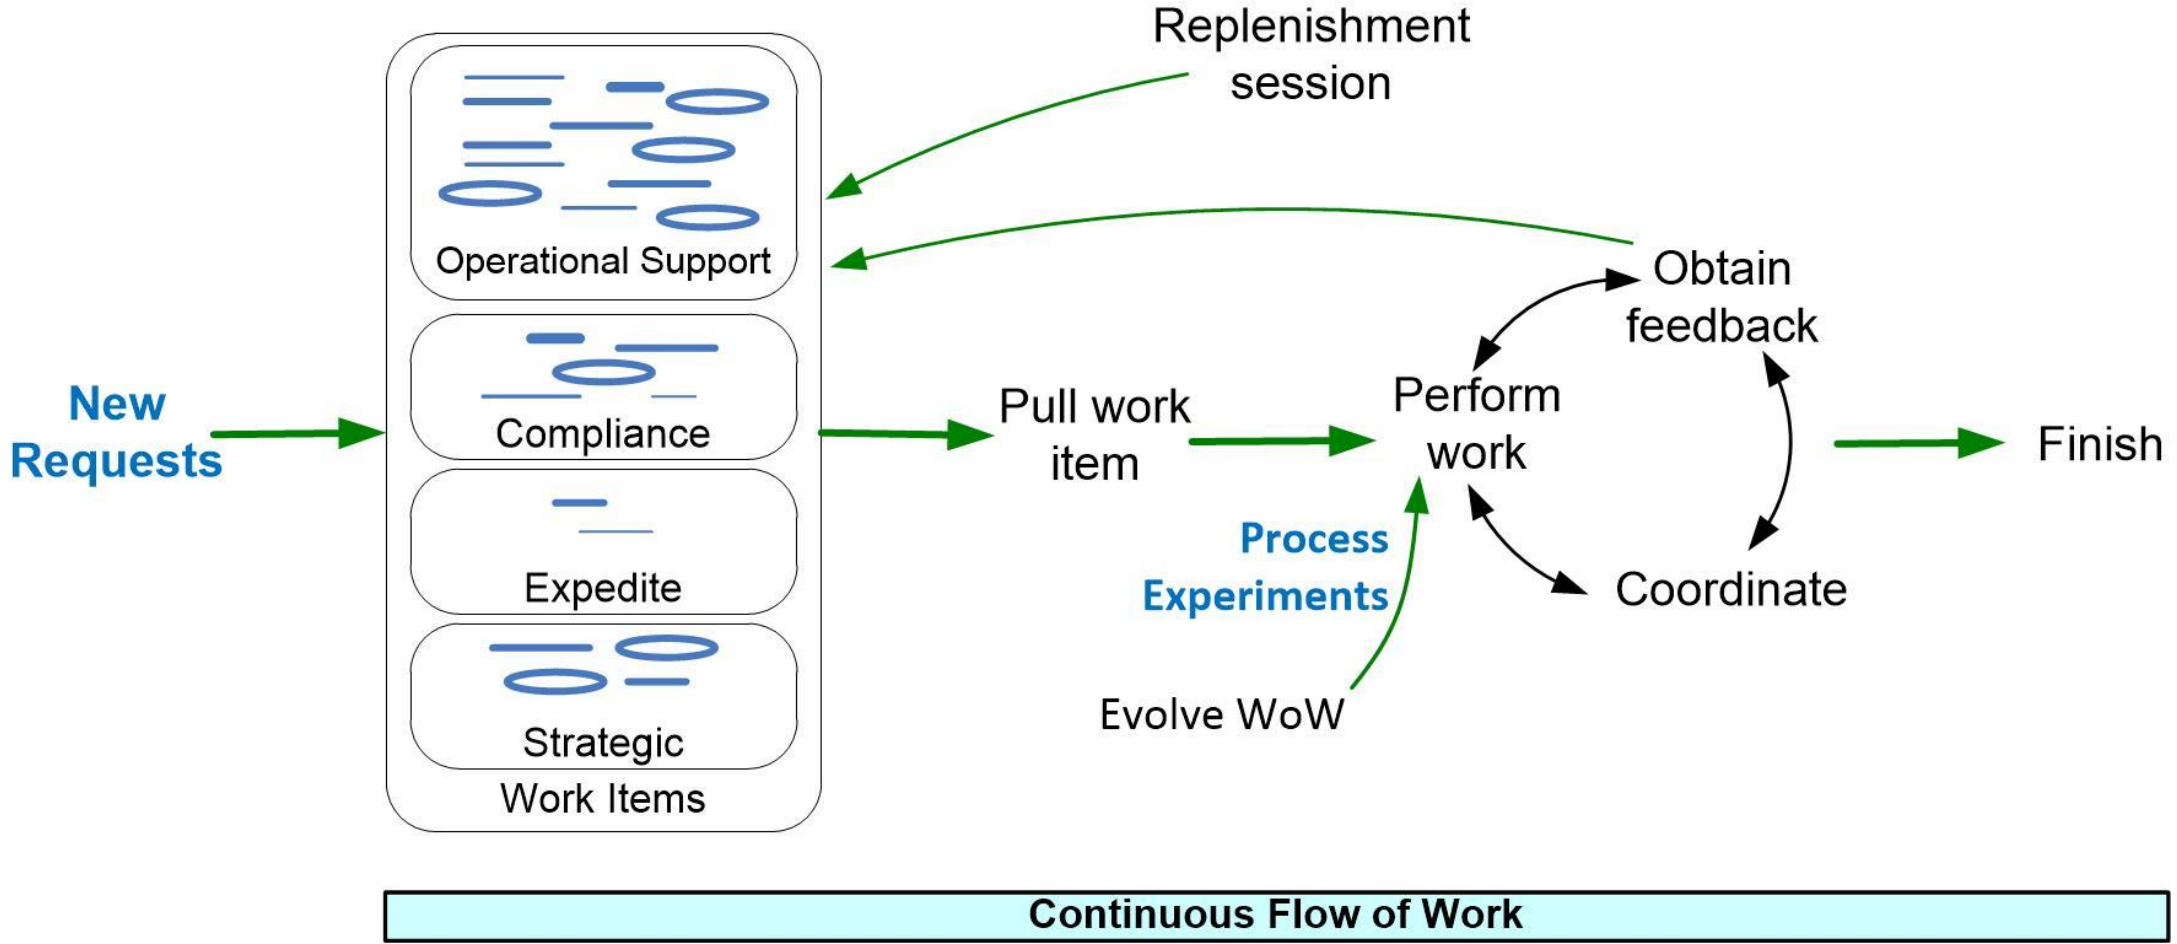 Replenishment
session
Operational Support
Obtain
feedback
New
Requests
Compliance
Pull work
item
Perform
work
Finish
Expedite
Process
Experiments
Coordinate
Strategic
Evolve WoW
Work Items
Continuous Flow of Work